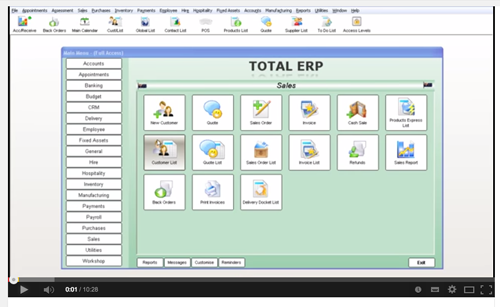 File Appointments Assessment Sales Purchases Inventory Payments Employee Hire Hospitality Fixed Assets Accounts Manufacturing Reports Utilities Window Help
Acc/Receive Back Orders Main Calendar CustList Global List Contact List POS Products List Quote Supplier List To Do List Access Levels
Main Menu - [Full Access]
TOTAL ERP
Sales
Accounts
Appointments
Banking
Budget
CRM
Delivery
Employee
Fixed Assets
General
Hire
Hospitality
Inventory
Manufacturing
Payments
Payroll
Purchases
Sales
Utilities
Workshop
New Customer Quote Sales Order Invoice Cash Sale Products Express List
Customer List Quote List Sales Order List Invoice List Refunds Sales Report
Back Orders Print Invoices Delivery Docket List
Reports Messages Customise Reminders Exit
0:01 / 10:28